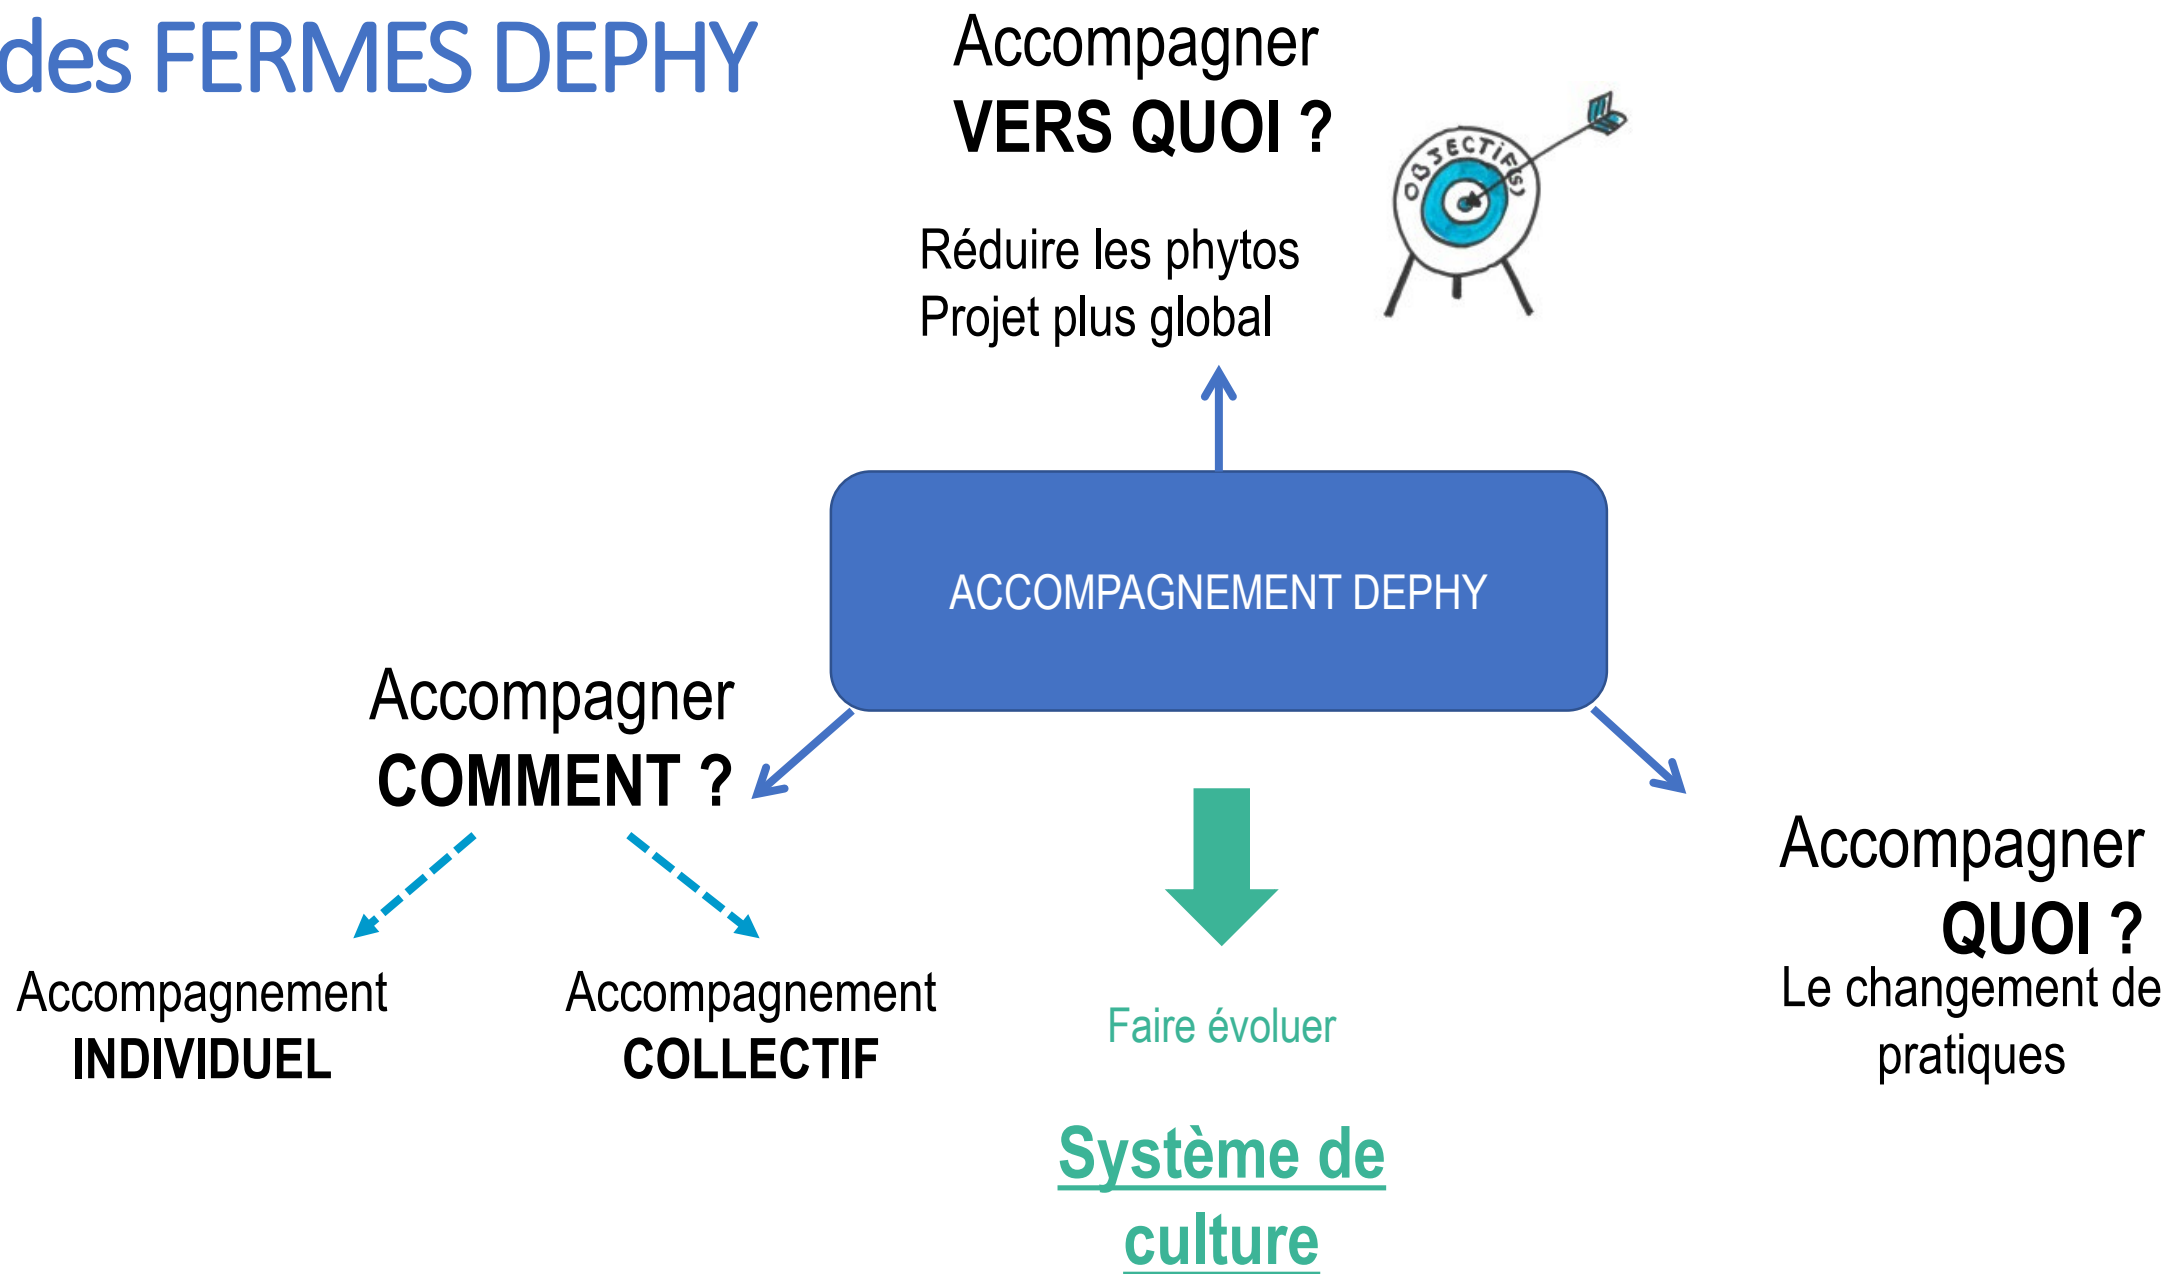 des FERMES DEPHY
Accompagner
VERS QUOI ?
OBJECTIF(S)
Réduire les phytos
Projet plus global
ACCOMPAGNEMENT DEPHY
Accompagner
COMMENT ?
Accompagner
QUOI ?
Le changement de
pratiques
Accompagnement
INDIVIDUEL
Accompagnement
COLLECTIF
Faire évoluer
Système de
culture